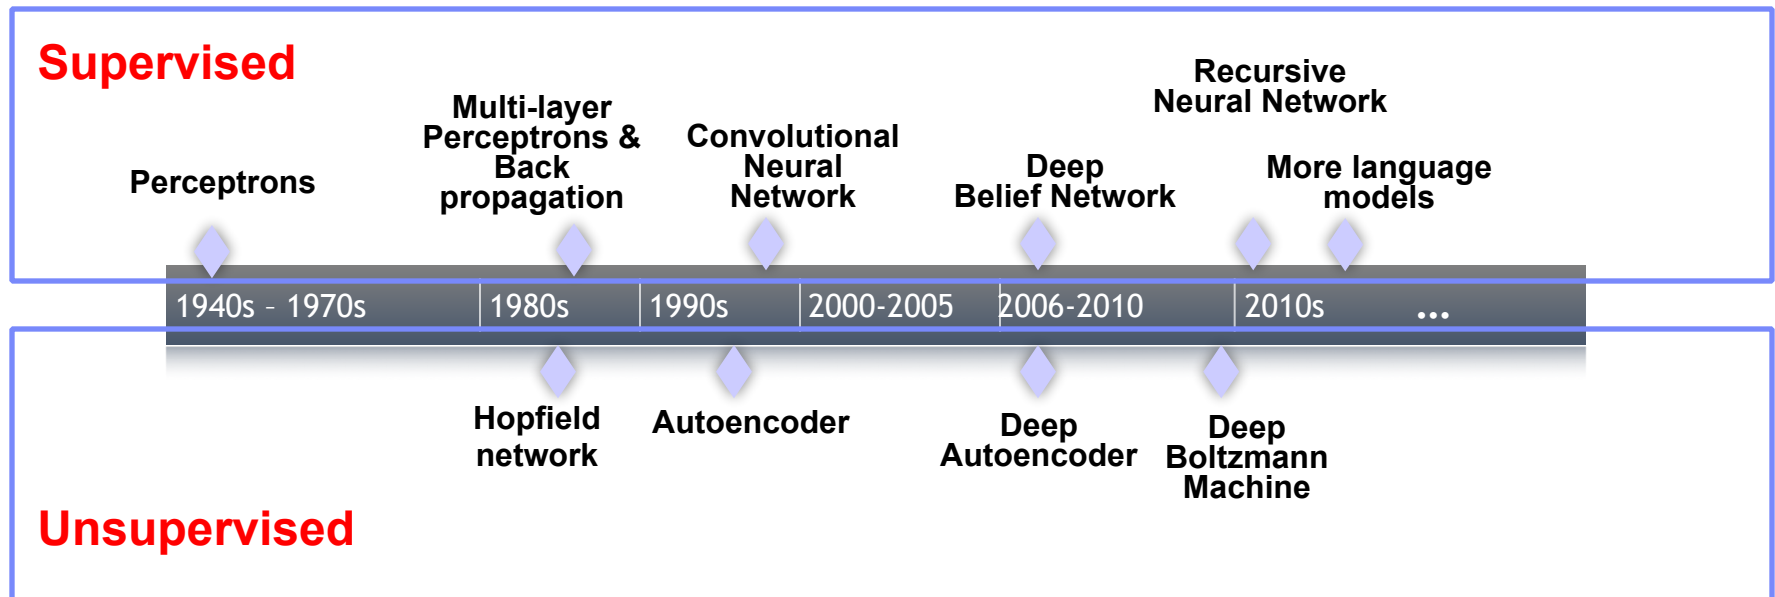 Supervised
Perceptrons
Multi-layer
Perceptrons &
Back
propagation
Convolutional
Neural
Network
Deep
Belief Network
Recursive
Neural Network
More language
models
1940s – 1970s
1980s
1990s
2000-2005
2006-2010
2010s
...
Hopfield
network
Autoencoder
Deep
Autoencoder
Deep
Boltzmann
Machine
Unsupervised